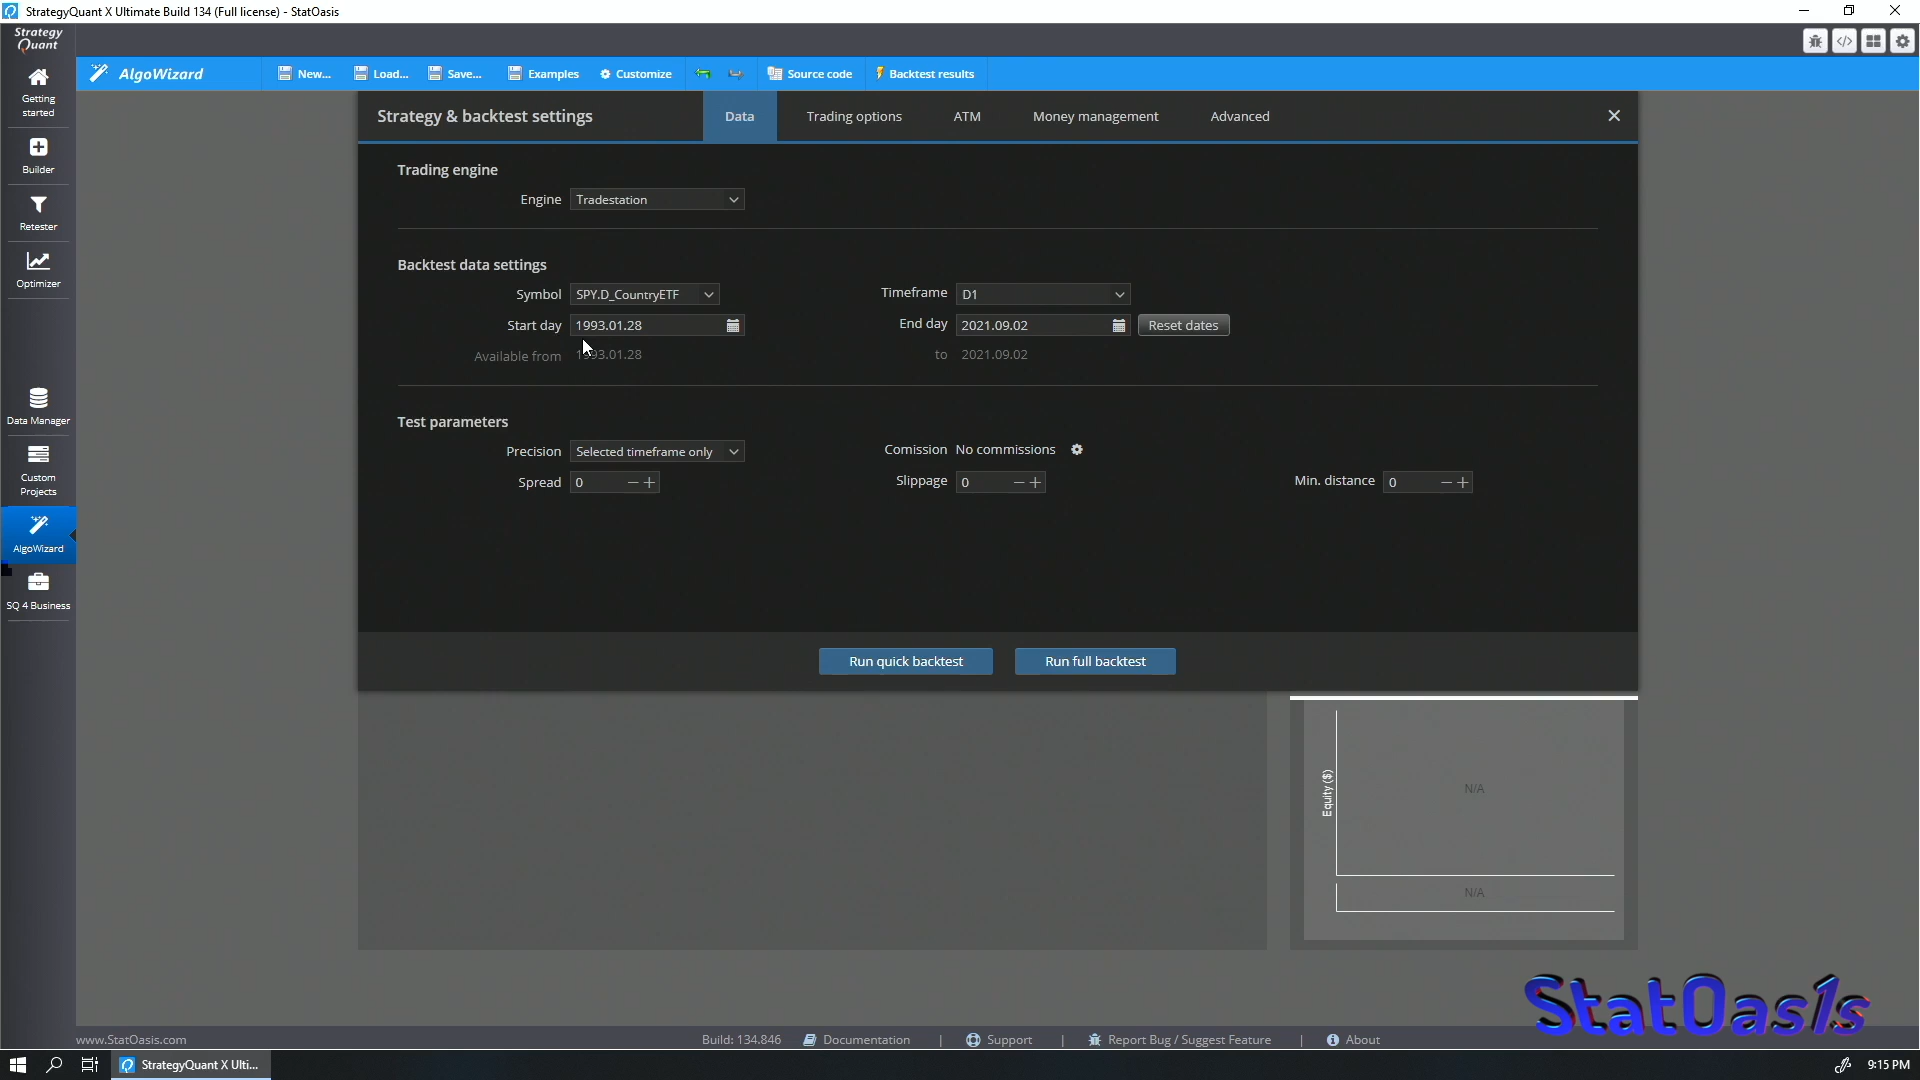 StrategyQuant X Ultimate Build 134 (Full license) - StatOasis
Strategy
Quant
AlgoWizard
New...
Load...
Save...
Examples
Customize
Source code
Backtest results
Getting
started
Builder
Retester
Optimizer
Data Manager
Custom
Projects
AlgoWizard
SQ 4 Business
Strategy & backtest settings
Data
Trading options
ATM
Money management
Advanced
Trading engine
Engine Tradestation
Backtest data settings
Symbol SPY.D_CountryETF
Timeframe D1
Start day 1993.01.28
End day 2021.09.02 Reset dates
Available from 1993.01.28
to 2021.09.02
Test parameters
Precision Selected timeframe only
Comission No commissions
Spread 0
Slippage 0
Min. distance 0
Run quick backtest
Run full backtest
Equity ($)
N/A
N/A
StatOas1s
www.StatOasis.com
Build: 134.846
Documentation
|
Support
|
Report Bug / Suggest Feature
|
About
StrategyQuant X Ulti...
9:15 PM